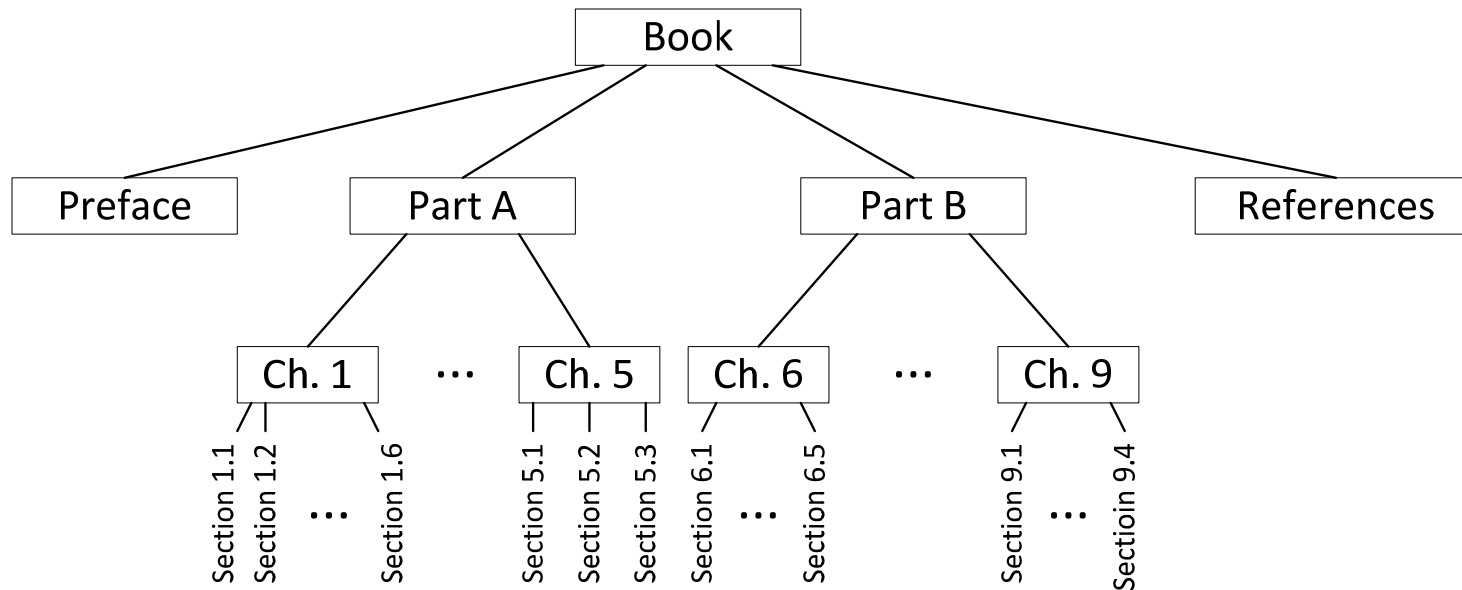 Book
Preface
Part A
Part B
References
Ch. 1
...
Ch. 5
Ch. 6
...
Ch. 9
Section 1.1
Section 1.2
...
Section 1.6
Section 5.1
Section 5.2
Section 5.3
Section 6.1
...
Section 6.5
Section 9.1
...
Sectioin 9.4